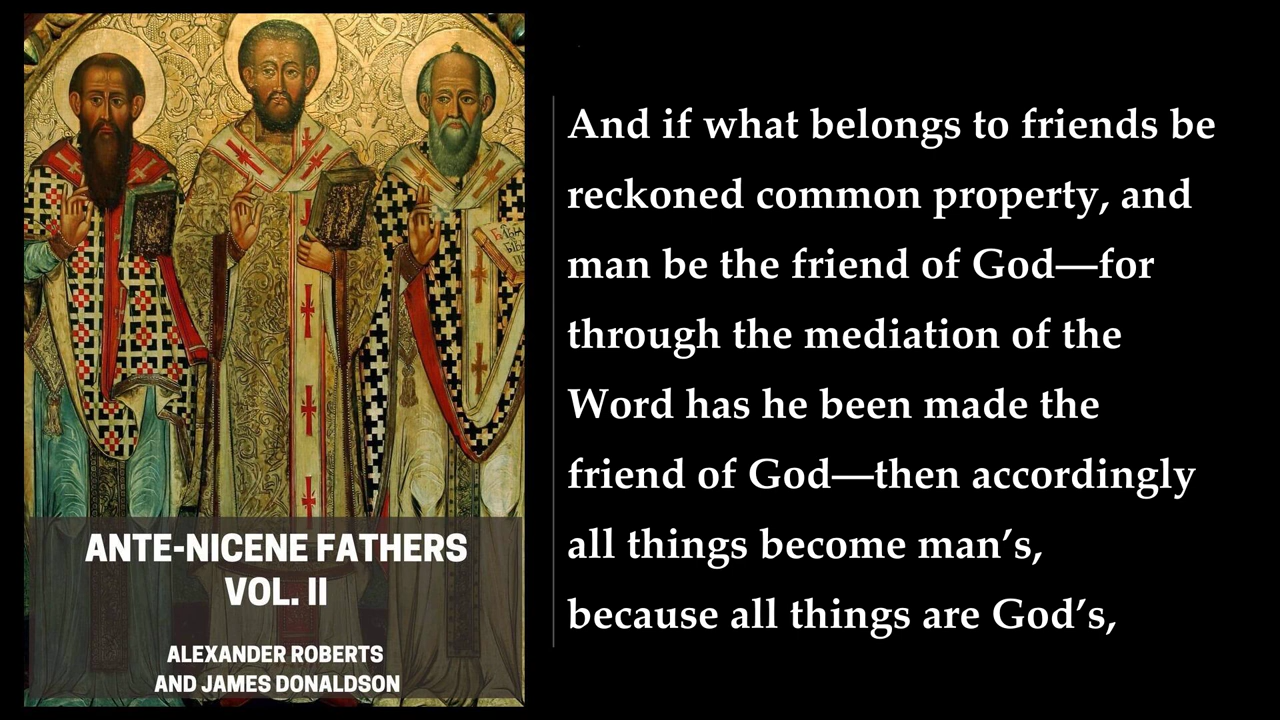 ANTE-NICENE FATHERS
VOL. II
ALEXANDER ROBERTS
AND JAMES DONALDSON
And if what belongs to friends be
reckoned common property, and
man be the friend of God—for
through the mediation of the
Word has he been made the
friend of God—then accordingly
all things become man’s,
because all things are God’s,